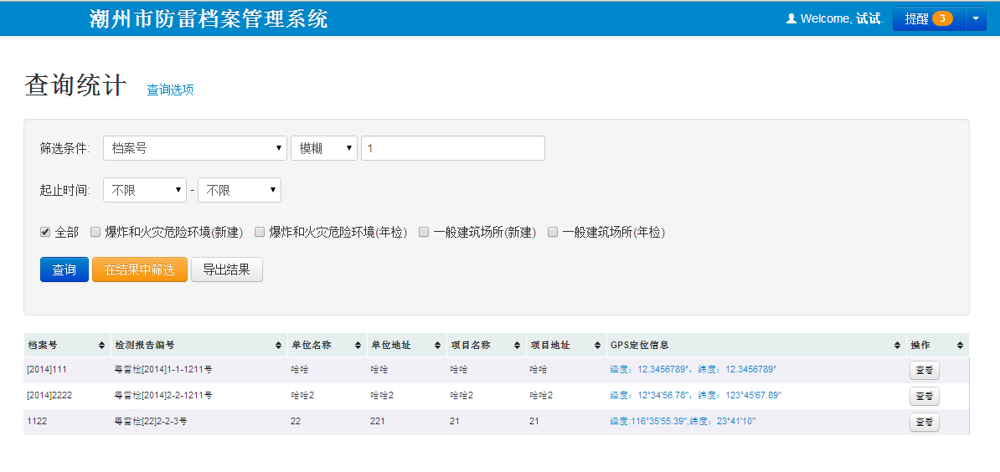 潮州市防雷档案管理系统 Welcome, 试试. 提醒 3
查询统计 查询选项
筛选条件: 档案号 模糊 1
起止时间: 不限 - 不限
全部 爆炸和火灾危险环境(新建) 爆炸和火灾危险环境(年检) 一般建筑场所(新建) 一般建筑场所(年检)
查询 在结果中筛选 导出结果
档案号 检测报告编号 单位名称 单位地址 项目名称 项目地址 GPS定位信息 操作
[2014]111 粤雷检[2014]1-1-1211号 哈哈 哈哈 哈哈 哈哈 经度：12.3456789°，纬度：12.3456789° 查看
[2014]2222 粤雷检[2014]2-2-1211号 哈哈2 哈哈2 哈哈2 哈哈2 经度：12°34'56.78"，纬度：123°45'67.89" 查看
1122 粤雷检[22]2-2-3号 22 221 21 21 经度:116°35'55.39",纬度：23°41'10" 查看